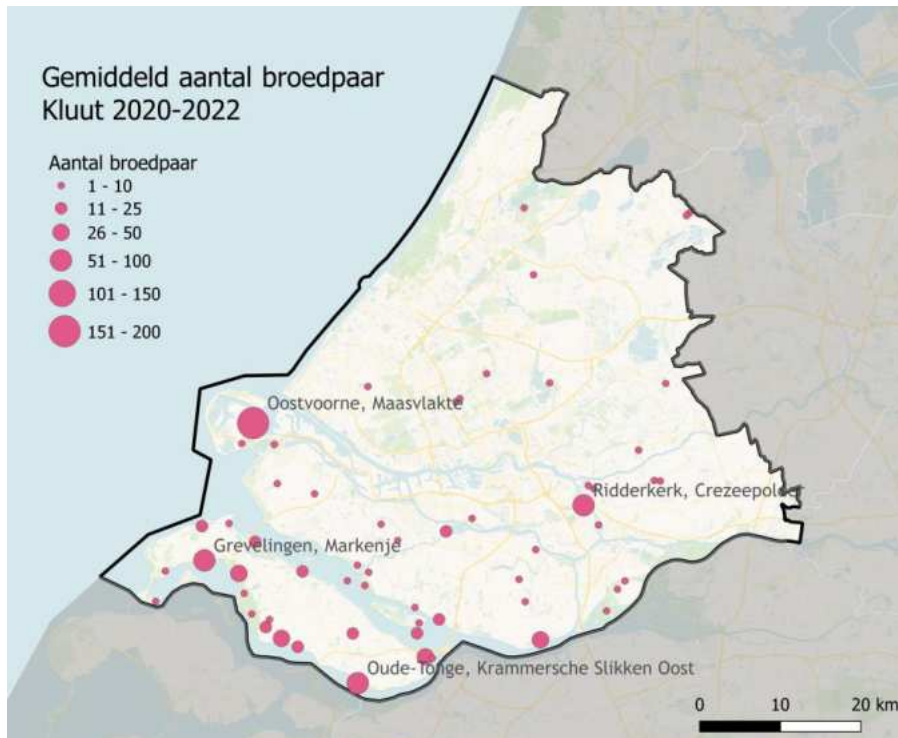 Gemiddeld aantal broedpaar
Kluut 2020-2022
Aantal broedpaar
1 - 10
11 - 25
26 - 50
51 - 100
101 - 150
151 - 200
Oostvoorne, Maasvlakte
Ridderkerk, Crezeepolder
Grevelingen, Markenje
Oude-Tonge, Krammersche Slikken Oost
0 10 20 km